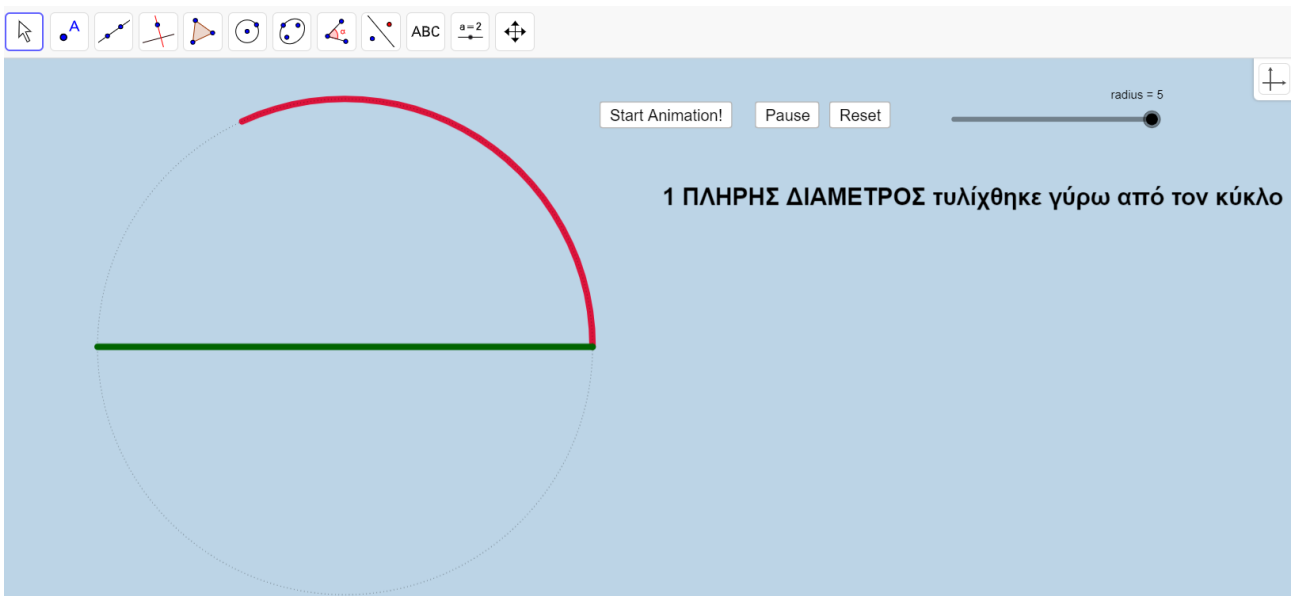 A
α
ABC
a=2
Start Animation!
Pause
Reset
radius = 5
1 ΠΛΗΡΗΣ ΔΙΑΜΕΤΡΟΣ τυλίχθηκε γύρω από τον κύκλο